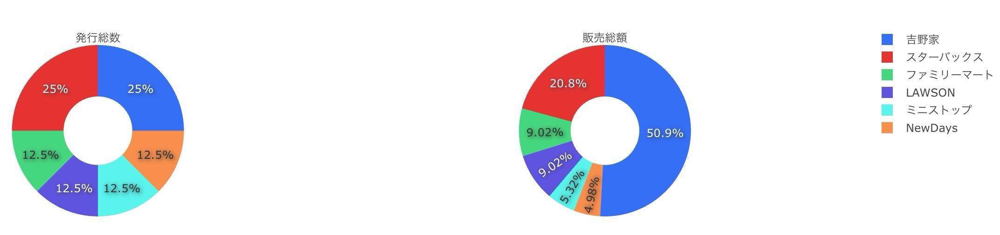 発行総数
25%
25%
12.5%
12.5%
12.5%
12.5%
販売総額
20.8%
50.9%
9.02%
9.02%
5.32%
4.98%
吉野家
スターバックス
ファミリーマート
LAWSON
ミニストップ
NewDays